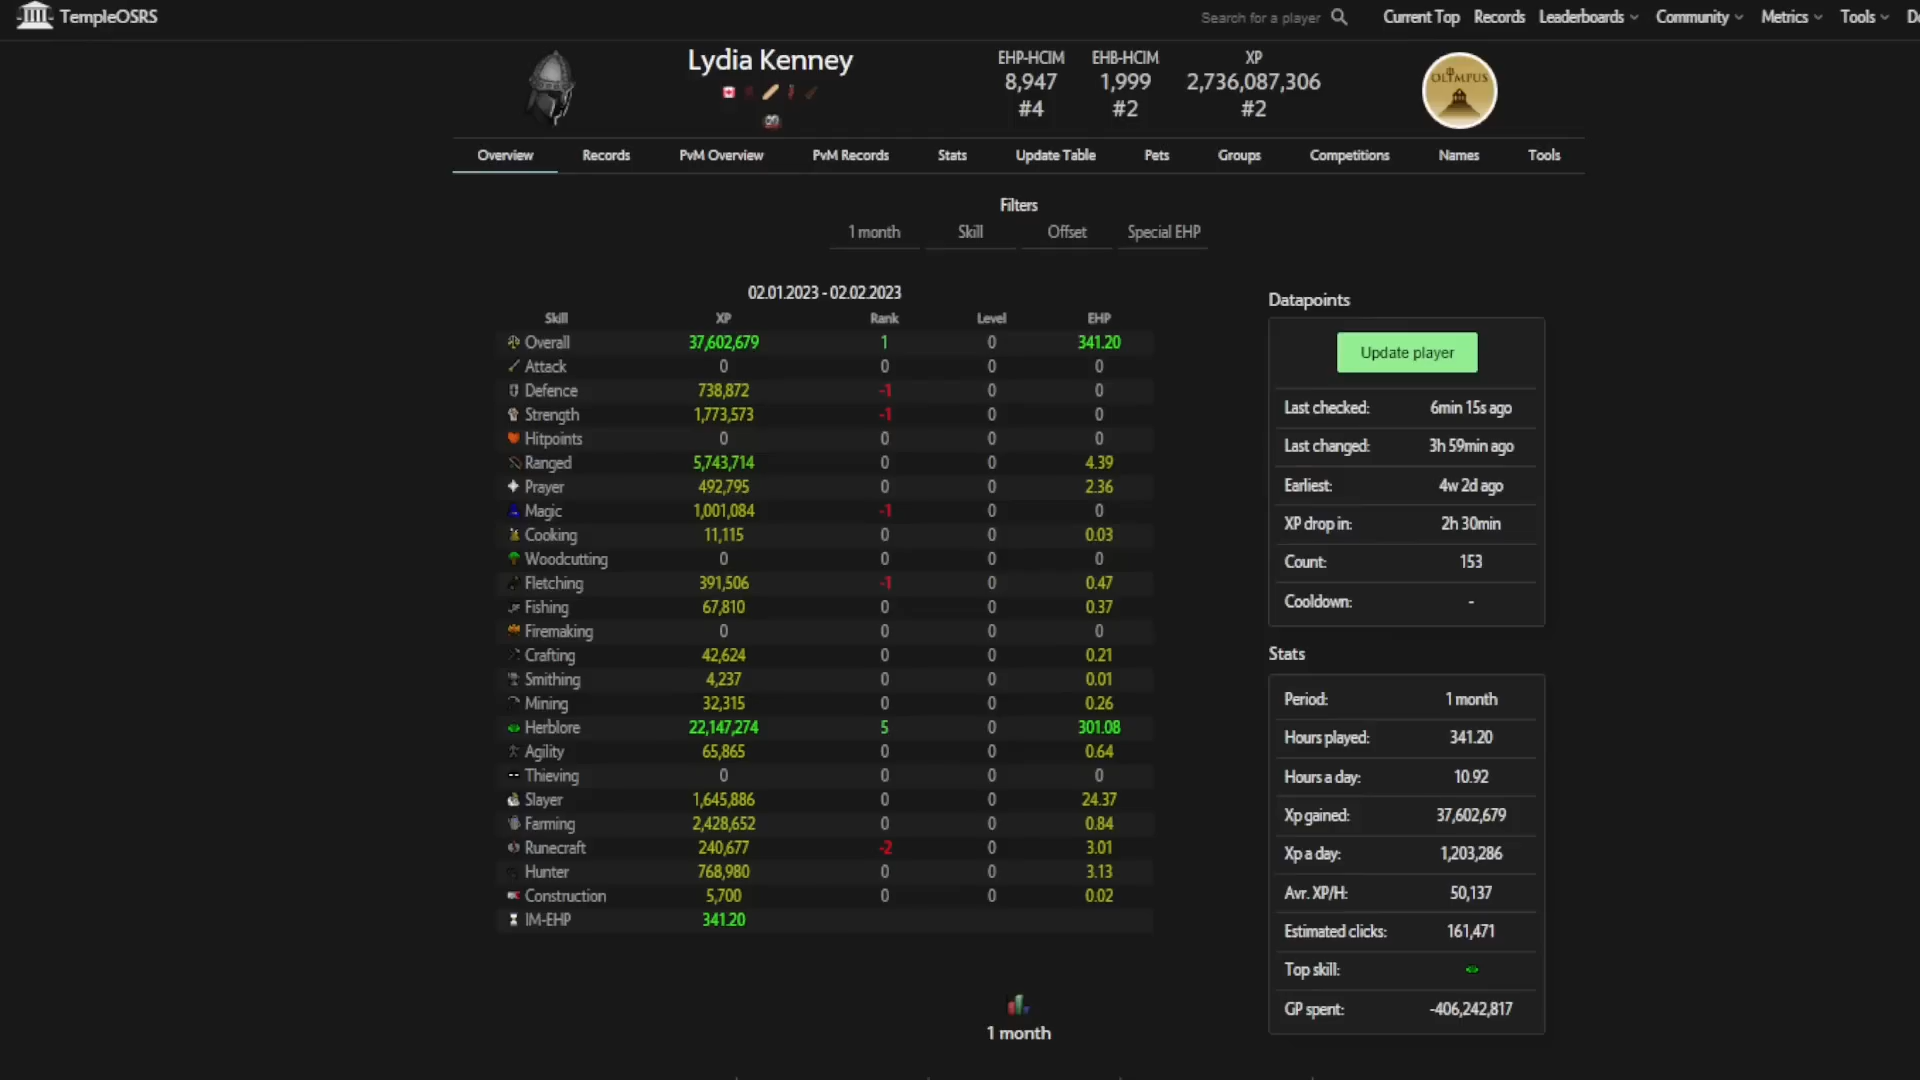 TempleOSRS
Search for a player
Current Top Records Leaderboards Community Metrics Tools
Lydia Kenney
EHP-HCIM EHB-HCIM XP
8,947 1,999 2,736,087,306
#4 #2 #2
OLYMPUS
Overview Records PvM Overview PvM Records Stats Update Table Pets Groups Competitions Names Tools
Filters
1 month Skill Offset Special EHP
02.01.2023 - 02.02.2023
Skill XP Rank Level EHP
Overall 37,602,679 1 0 341.20
Attack 0 0 0 0
Defence 738,872 -1 0 0
Strength 1,773,573 -1 0 0
Hitpoints 0 0 0 0
Ranged 5,743,714 0 0 4.39
Prayer 492,795 0 0 2.36
Magic 1,001,084 -1 0 0
Cooking 11,115 0 0 0.03
Woodcutting 0 0 0 0
Fletching 391,506 -1 0 0.47
Fishing 67,810 0 0 0.37
Firemaking 0 0 0 0
Crafting 42,624 0 0 0.21
Smithing 4,237 0 0 0.01
Mining 32,315 0 0 0.26
Herblore 22,147,274 5 0 301.08
Agility 65,865 0 0 0.64
Thieving 0 0 0 0
Slayer 1,645,886 0 0 24.37
Farming 2,428,652 0 0 0.84
Runecraft 240,677 -2 0 3.01
Hunter 768,980 0 0 3.13
Construction 5,700 0 0 0.02
IM-EHP 341.20
1 month
Datapoints
Update player
Last checked: 6min 15s ago
Last changed: 3h 59min ago
Earliest: 4w 2d ago
XP drop in: 2h 30min
Count: 153
Cooldown: -
Stats
Period: 1 month
Hours played: 341.20
Hours a day: 10.92
Xp gained: 37,602,679
Xp a day: 1,203,286
Avr. XP/H: 50,137
Estimated clicks: 161,471
Top skill:
GP spent: -406,242,817